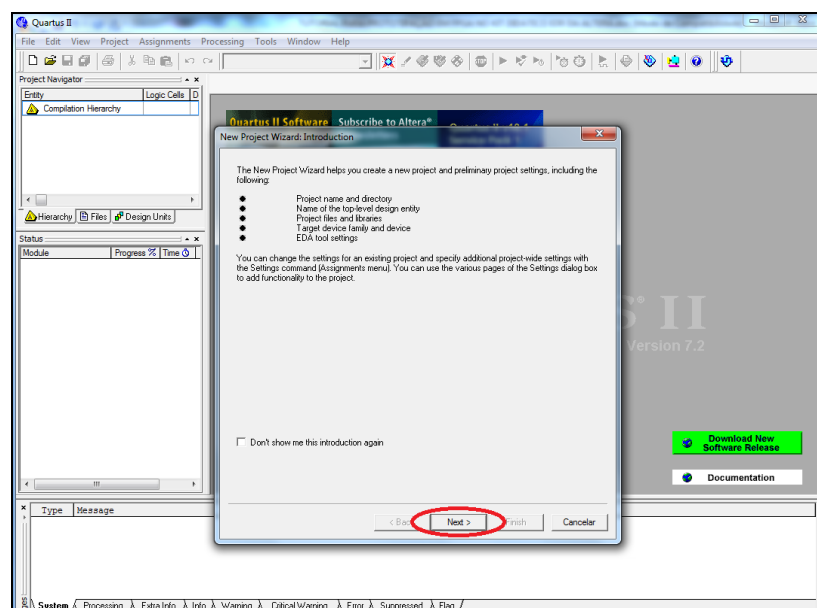 Quartus II
File Edit View Project Assignments Processing Tools Window Help
Project Navigator
Entity Logic Cells D
Compilation Hierarchy
Hierarchy Files Design Units
Status
Module Progress % Time
Quartus II Software Subscribe to Altera®
New Project Wizard: Introduction
The New Project Wizard helps you create a new project and preliminary project settings, including the
following:
Project name and directory
Name of the top-level design entity
Project files and libraries
Target device family and device
EDA tool settings
You can change the settings for an existing project and specify additional project-wide settings with
the Settings command (Assignments menu). You can use the various pages of the Settings dialog box
to add functionality to the project.
II
Version 7.2
Don't show me this introduction again
Download New
Software Release
Documentation
< Back Next > Finish Cancelar
Type Message
System Processing Extra Info Info Warning Critical Warning Error Suppressed Flag